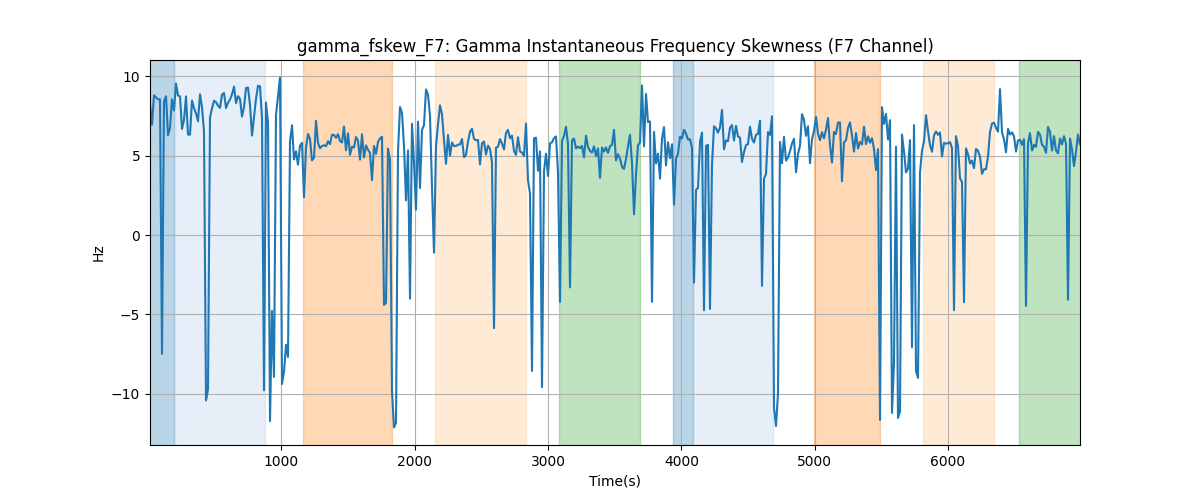 gamma_fskew_F7: Gamma Instantaneous Frequency Skewness (F7 Channel)
10
5
0
−5
−10
Hz
1000 2000 3000 4000 5000 6000
Time(s)